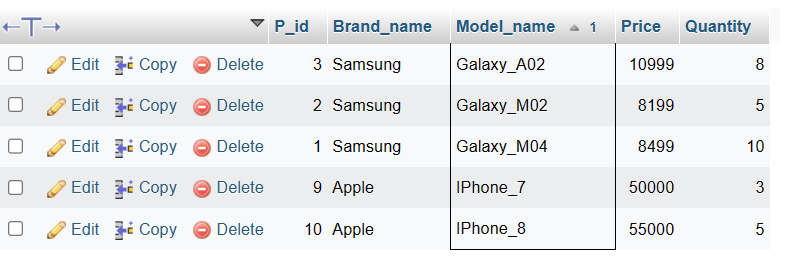 P_id Brand_name Model_name 1 Price Quantity
Edit Copy Delete 3 Samsung Galaxy_A02 10999 8
Edit Copy Delete 2 Samsung Galaxy_M02 8199 5
Edit Copy Delete 1 Samsung Galaxy_M04 8499 10
Edit Copy Delete 9 Apple IPhone_7 50000 3
Edit Copy Delete 10 Apple IPhone_8 55000 5